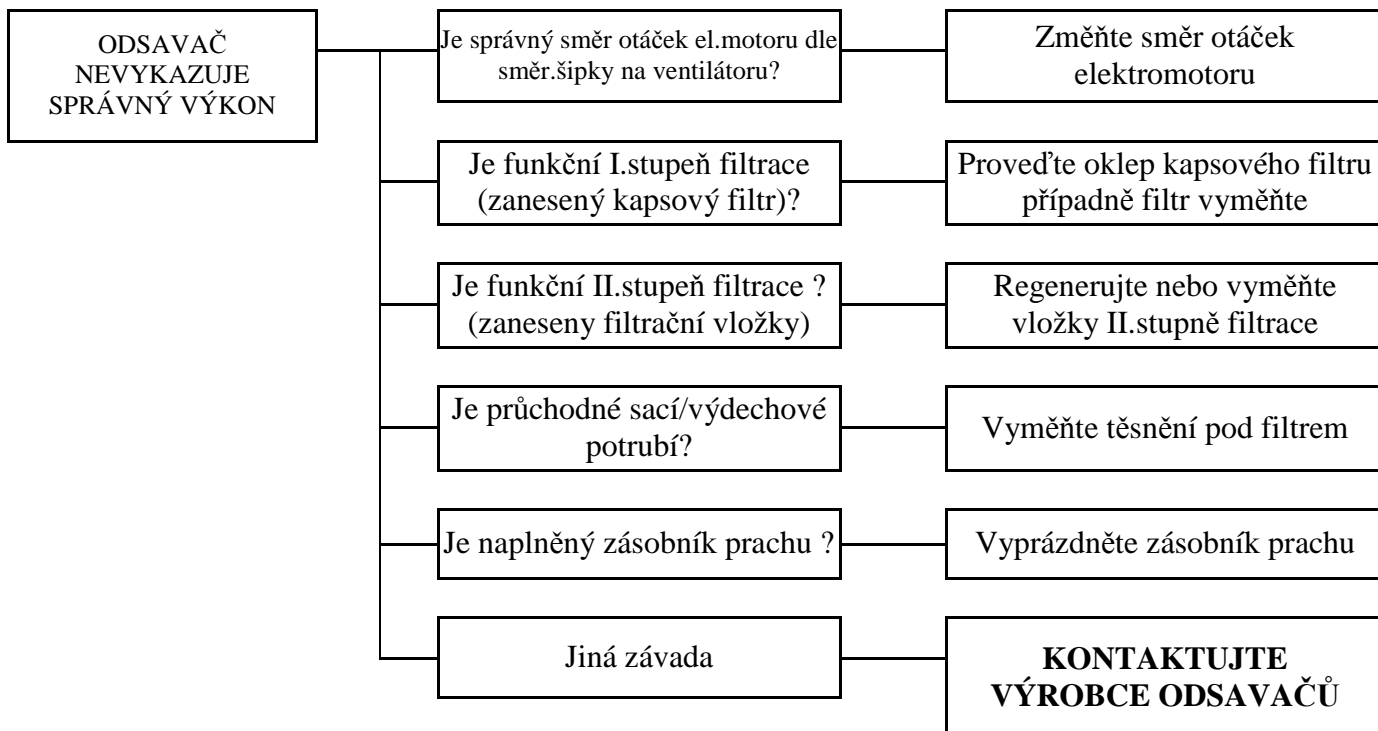 ODSAVAČ
NEVYKAZUJE
SPRÁVNÝ VÝKON
Je správný směr otáček el.motoru dle
směr.šipky na ventilátoru?
Změňte směr otáček
elektromotoru
Je funkční I.stupeň filtrace
(zanesený kapsový filtr)?
Proveďte oklep kapsového filtru
případně filtr vyměňte
Je funkční II.stupeň filtrace ?
(zaneseny filtrační vložky)
Regenerujte nebo vyměňte
vložky II.stupně filtrace
Je průchodné sací/výdechové
potrubí?
Vyměňte těsnění pod filtrem
Je naplněný zásobník prachu ?
Vyprázdněte zásobník prachu
Jiná závada
KONTAKTUJTE
VÝROBCE ODSAVAČŮ